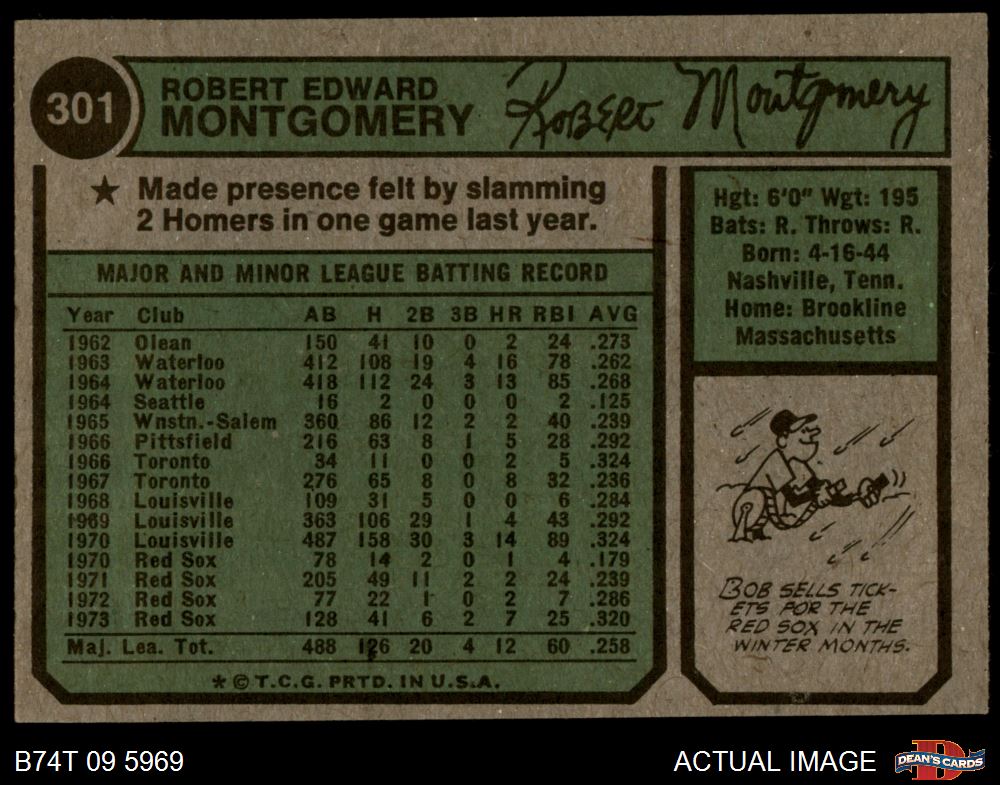 301
ROBERT EDWARD
MONTGOMERY
Robert Montgomery
★ Made presence felt by slamming
2 Homers in one game last year.
MAJOR AND MINOR LEAGUE BATTING RECORD
Year Club AB H 2B 3B HR RBI AVG
1962 Olean 150 41 10 0 2 24 .273
1963 Waterloo 412 108 19 4 16 78 .262
1964 Waterloo 418 112 24 3 13 85 .268
1964 Seattle 16 2 0 0 0 2 .125
1965 Wnstn.-Salem 360 86 12 2 2 40 .239
1966 Pittsfield 216 63 8 1 5 28 .292
1966 Toronto 34 11 0 0 2 5 .324
1967 Toronto 276 65 8 0 8 32 .236
1968 Louisville 109 31 5 0 0 6 .284
1969 Louisville 363 106 29 1 4 43 .292
1970 Louisville 487 158 30 3 14 89 .324
1970 Red Sox 78 14 2 0 1 4 .179
1971 Red Sox 205 49 11 2 2 24 .239
1972 Red Sox 77 22 1 0 2 7 .286
1973 Red Sox 128 41 6 2 7 25 .320
Maj. Lea. Tot. 488 126 20 4 12 60 .258
* © T.C.G. PRTD. IN U.S.A.
Hgt: 6'0" Wgt: 195
Bats: R. Throws: R.
Born: 4-16-44
Nashville, Tenn.
Home: Brookline
Massachusetts
BOB SELLS TICK-
ETS FOR THE
RED SOX IN THE
WINTER MONTHS.
B74T 09 5969
ACTUAL IMAGE
DEAN'S CARDS